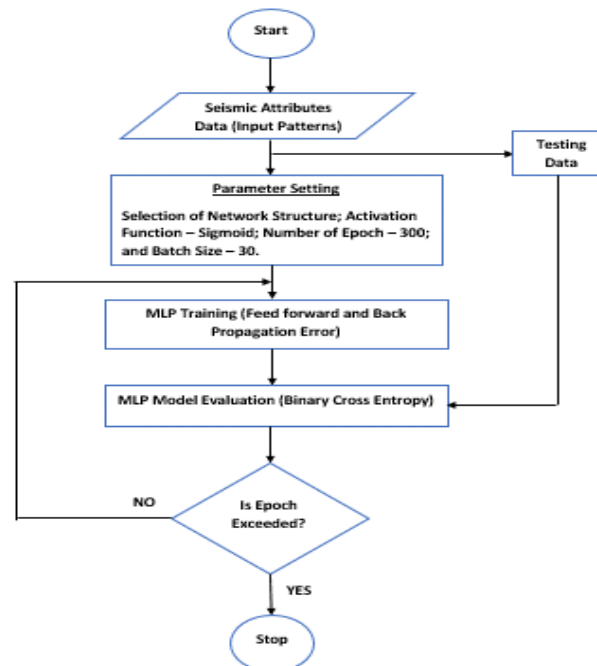 Start
Seismic Attributes
Data (Input Patterns)
Testing
Data
Parameter Setting
Selection of Network Structure; Activation
Function – Sigmoid; Number of Epoch – 300;
and Batch Size – 30.
MLP Training (Feed forward and Back
Propagation Error)
MLP Model Evaluation (Binary Cross Entropy)
NO
Is Epoch
Exceeded?
YES
Stop